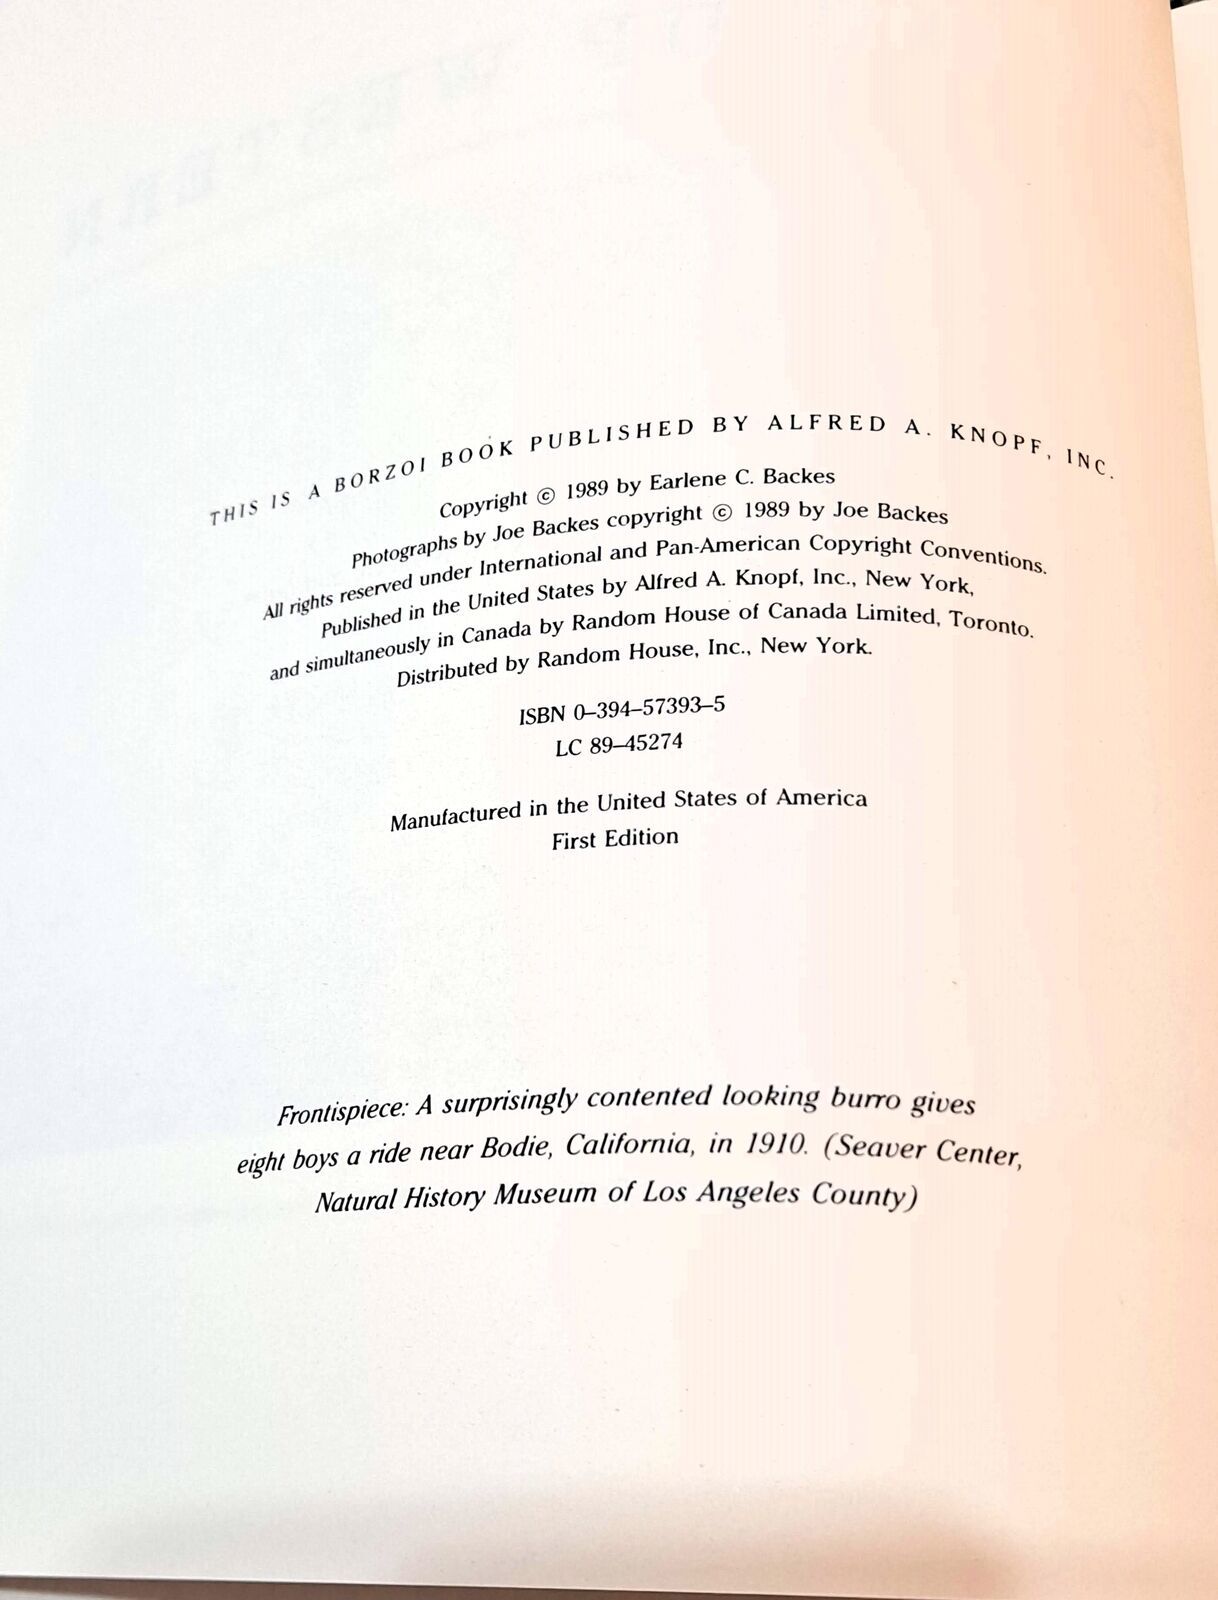 THIS IS A BORZOI BOOK PUBLISHED BY ALFRED A. KNOPF, INC.
Copyright © 1989 by Earlene C. Backes
Photographs by Joe Backes copyright © 1989 by Joe Backes
All rights reserved under International and Pan-American Copyright Conventions.
Published in the United States by Alfred A. Knopf, Inc., New York,
and simultaneously in Canada by Random House of Canada Limited, Toronto.
Distributed by Random House, Inc., New York.
ISBN 0–394–57393–5
LC 89–45274
Manufactured in the United States of America
First Edition
Frontispiece: A surprisingly contented looking burro gives
eight boys a ride near Bodie, California, in 1910. (Seaver Center,
Natural History Museum of Los Angeles County)